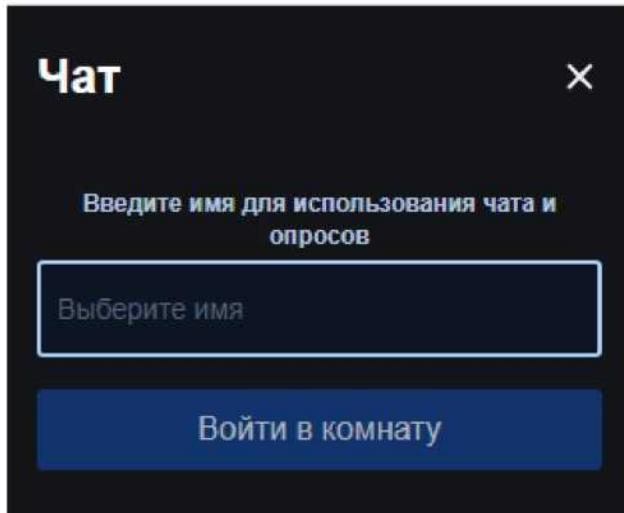 Чат
Введите имя для использования чата и
опросов
Выберите имя
Войти в комнату